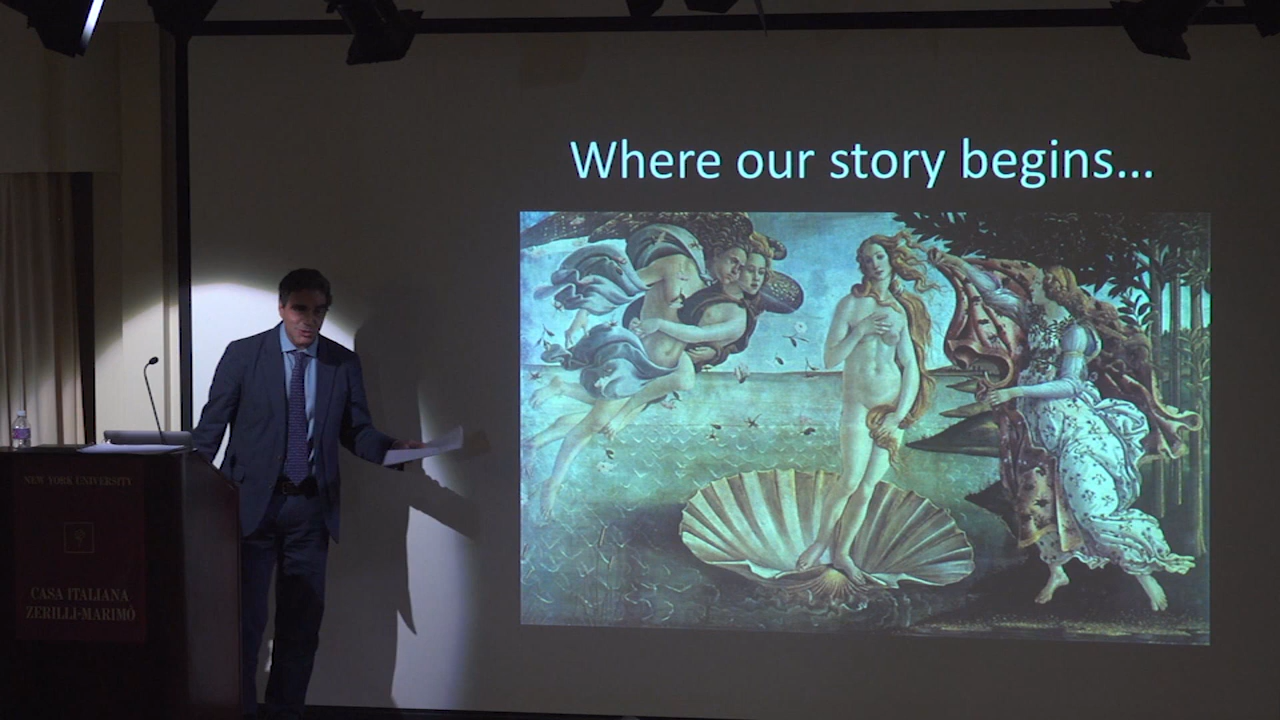 Where our story begins...
NEW YORK UNIVERSITY
CASA ITALIANA
ZERILLI-MARIMÒ